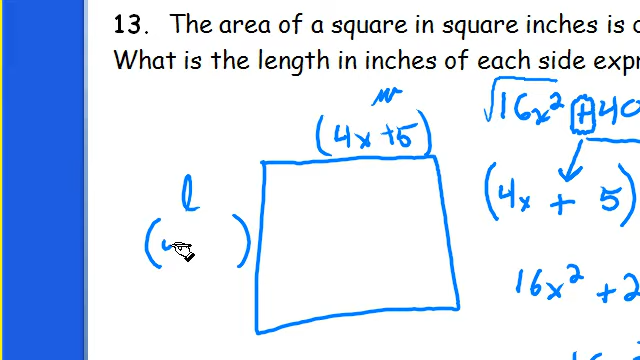 13. The area of a square in square inches is
What is the length in inches of each side
w
(4x+5)
l
(
)
√16x² + 40
(4x + 5)
16x² + 2